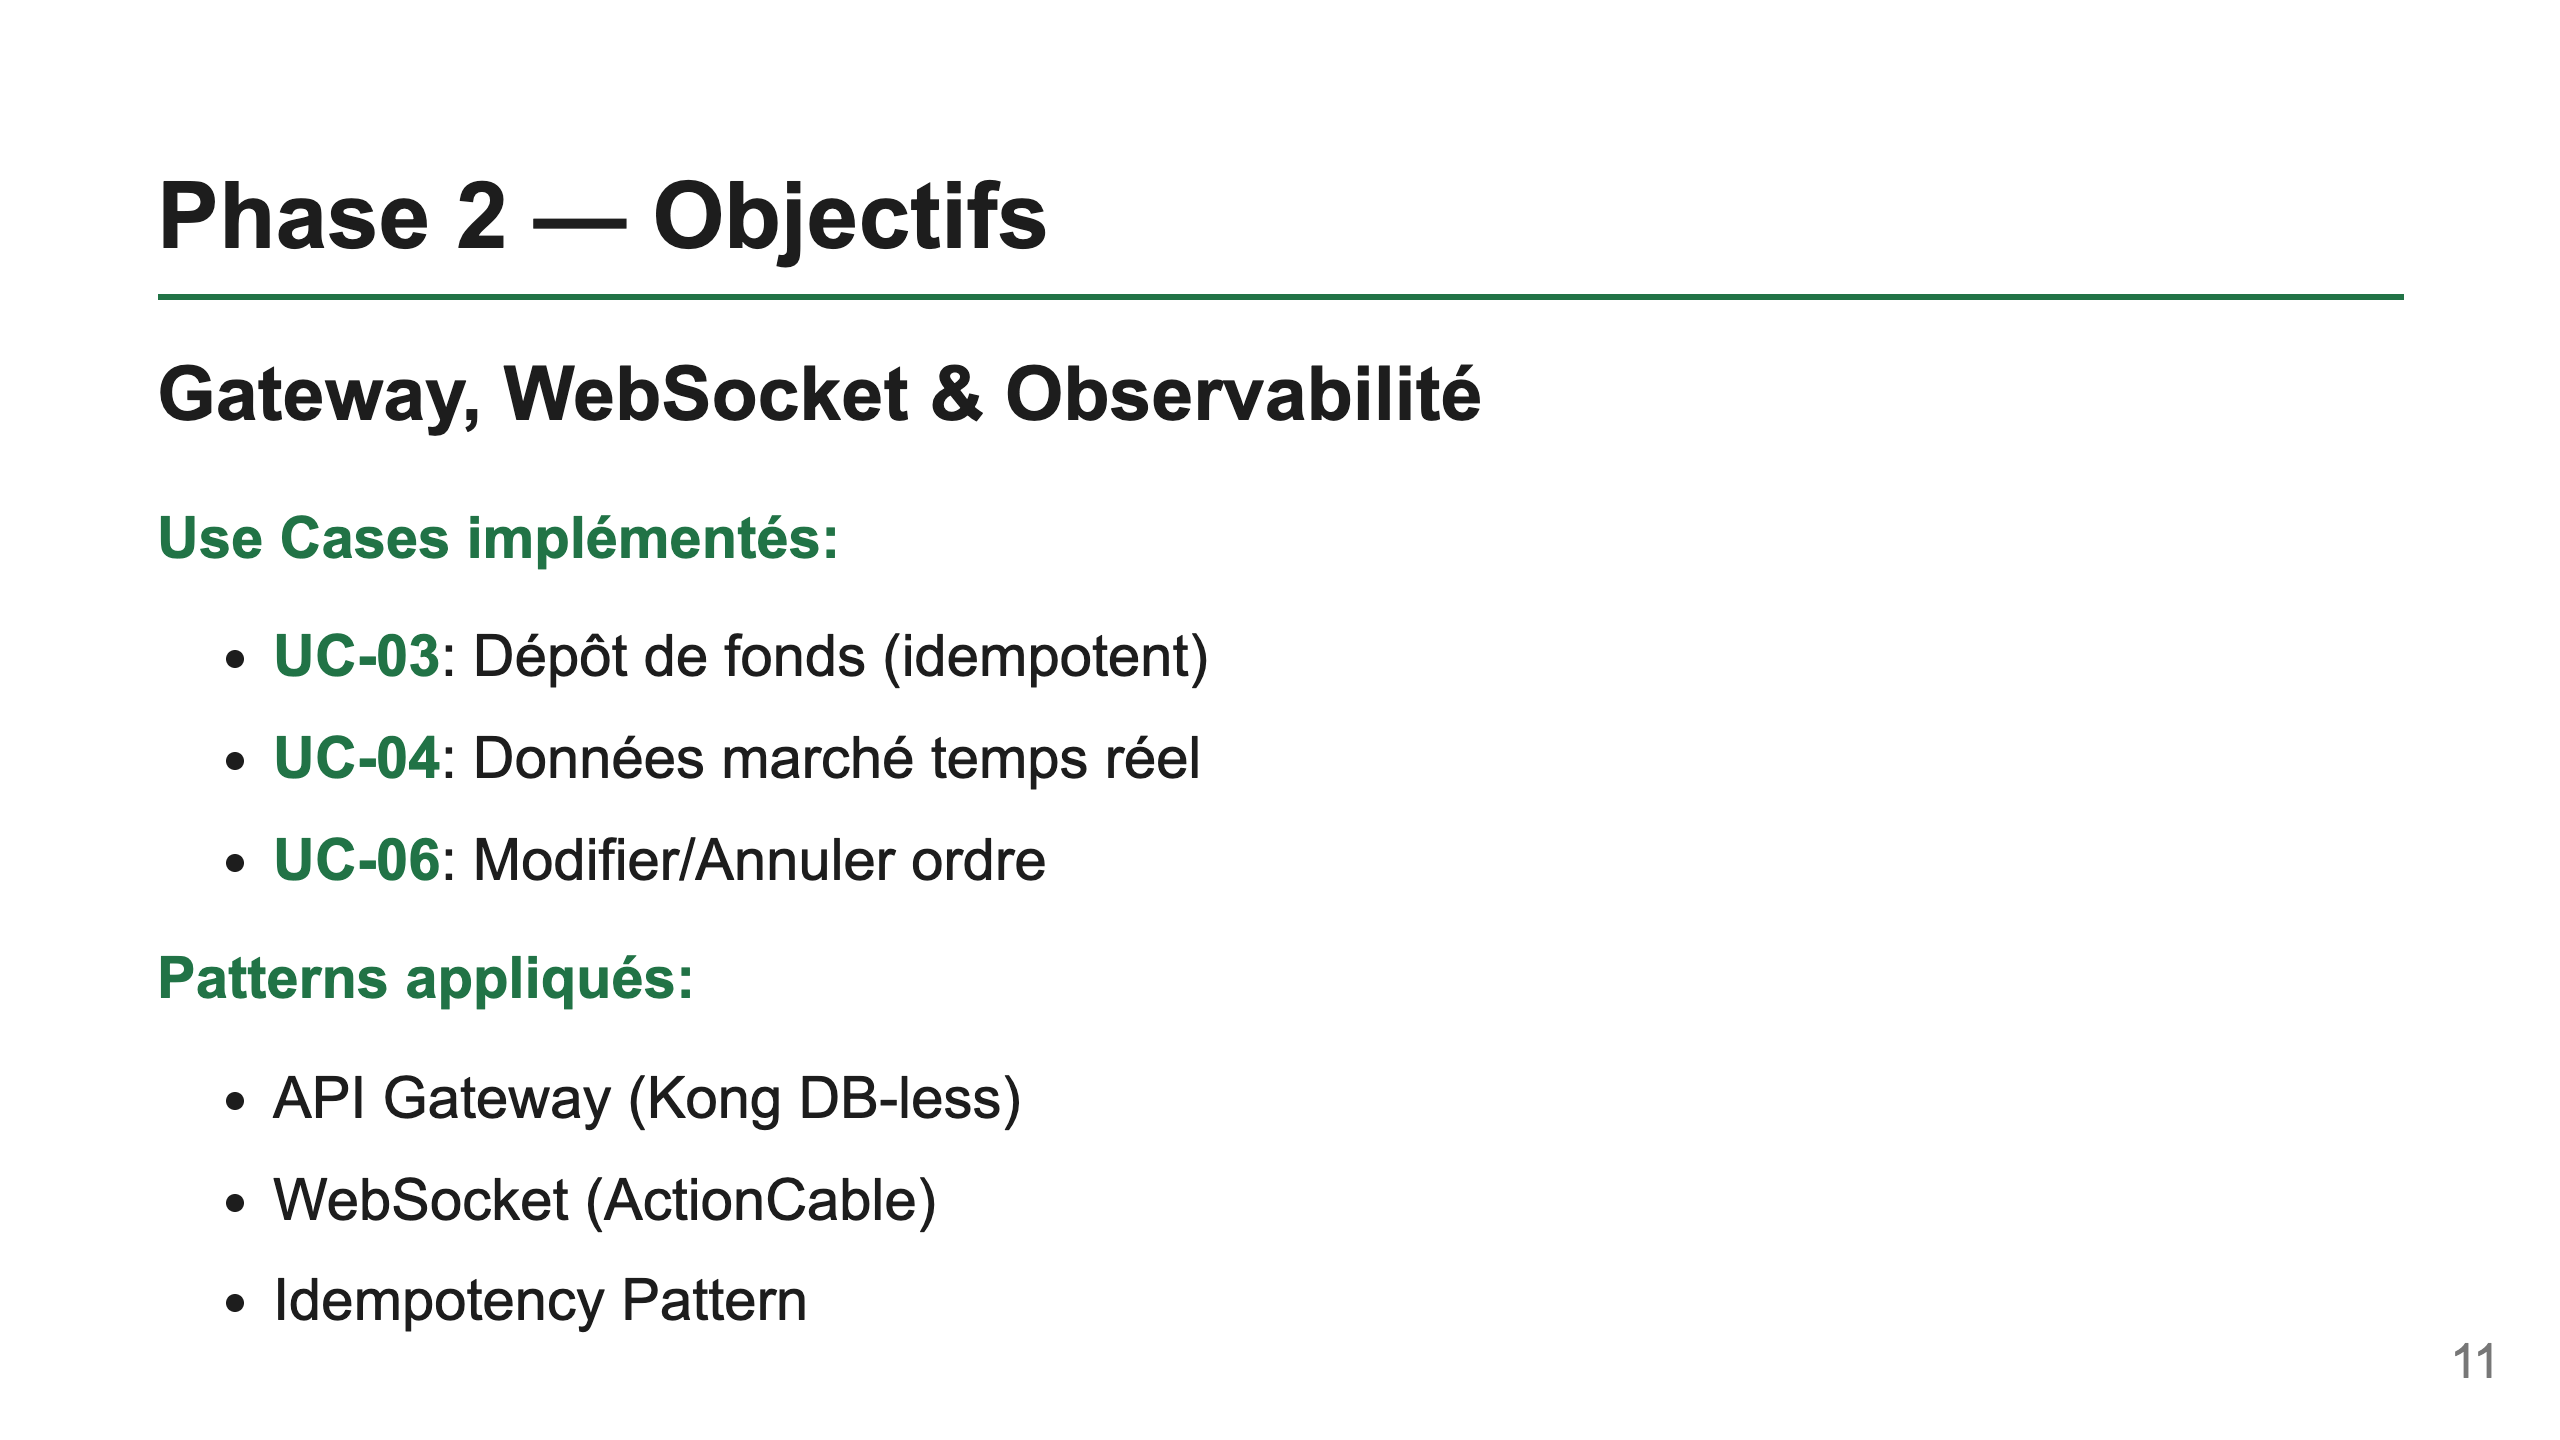 Phase 2 — Objectifs
Gateway, WebSocket & Observabilité
Use Cases implémentés:
• UC-03: Dépôt de fonds (idempotent)
• UC-04: Données marché temps réel
• UC-06: Modifier/Annuler ordre
Patterns appliqués:
• API Gateway (Kong DB-less)
• WebSocket (ActionCable)
• Idempotency Pattern
11